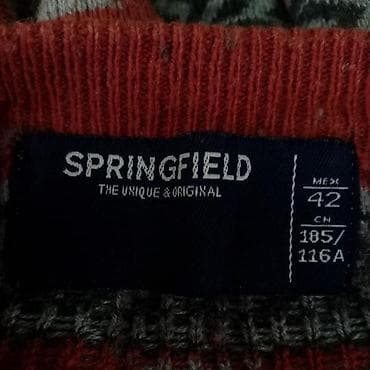 SPRINGFIELD
THE UNIQUE & ORIGINAL
MEX
42
CN
185/
116A